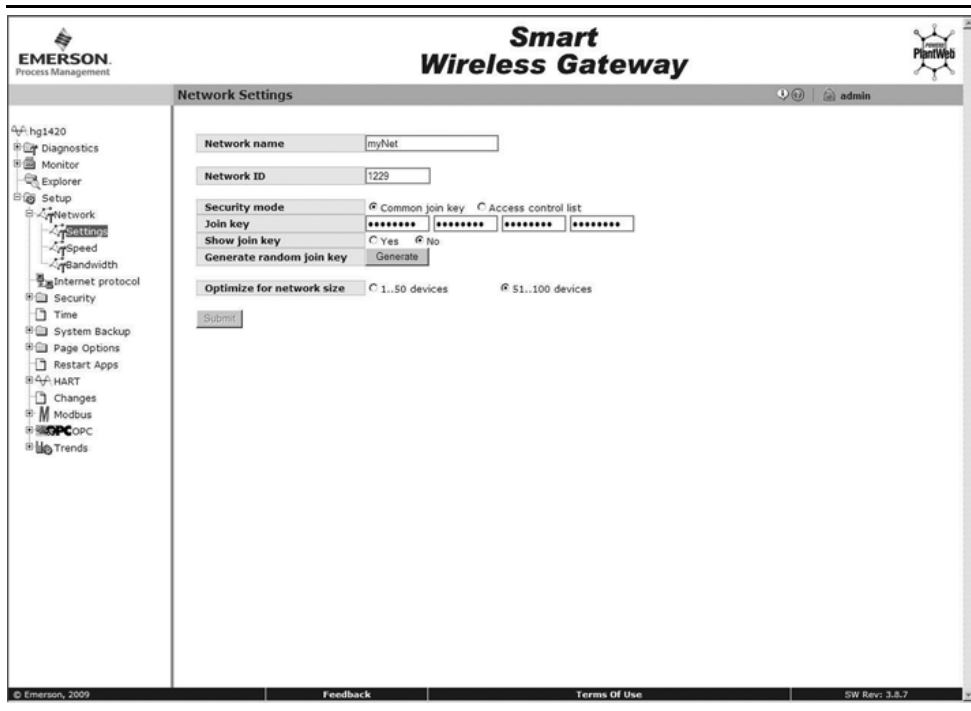 EMERSON.
Process Management
Smart
Wireless Gateway
POWERING
PlantWeb
Network Settings
admin
hg1420
Diagnostics
Monitor
Explorer
Setup
Network
Settings
Speed
Bandwidth
Internet protocol
Security
Time
System Backup
Page Options
Restart Apps
HART
Changes
Modbus
OPC OPC
Trends
Network name myNet
Network ID 1229
Security mode Common join key Access control list
Join key •••••••• •••••••• •••••••• ••••••••
Show join key Yes No
Generate random join key Generate
Optimize for network size 1..50 devices 51..100 devices
Submit
© Emerson, 2009 Feedback Terms Of Use SW Rev: 3.8.7